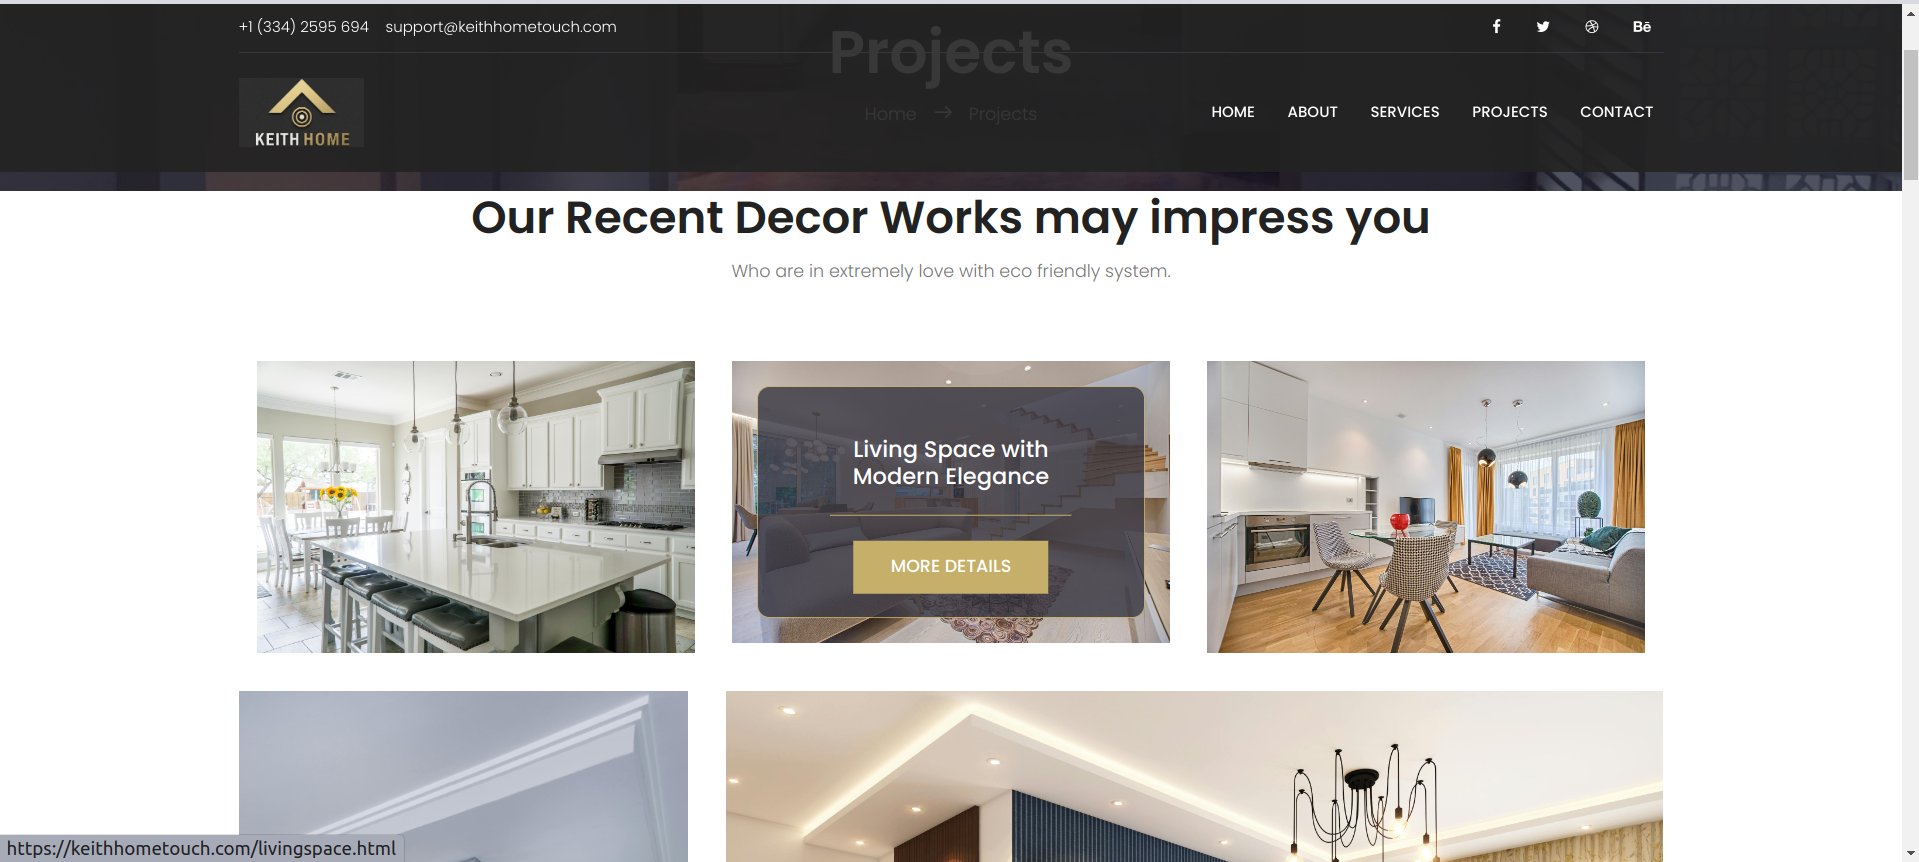 +1 (334) 2595 694 support@keithhometouch.com Bē
Projects
Home → Projects
KEITH HOME
HOME ABOUT SERVICES PROJECTS CONTACT
Our Recent Decor Works may impress you
Who are in extremely love with eco friendly system.
Living Space with
Modern Elegance
MORE DETAILS
https://keithhometouch.com/livingspace.html